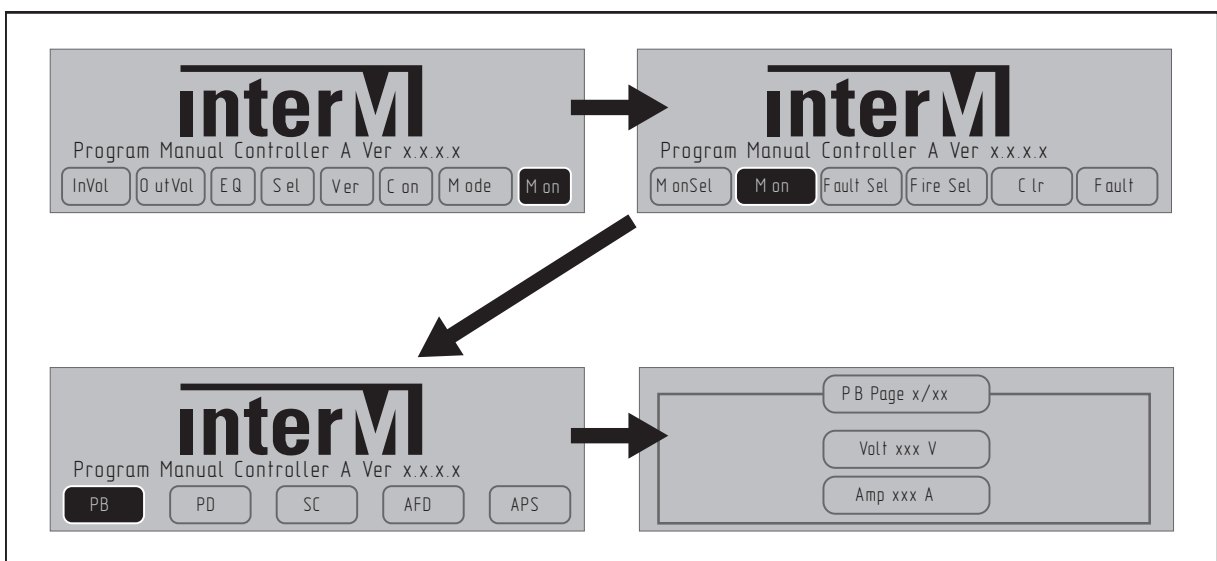 interM
Program Manual Controller A Ver x.x.x.x
InVol OutVol EQ Sel Ver Con Mode Mon
interM
Program Manual Controller A Ver x.x.x.x
MonSel Mon Fault Sel Fire Sel Clr Fault
interM
Program Manual Controller A Ver x.x.x.x
PB PD SC AFD APS
PB Page x/xx
Volt xxx V
Amp xxx A